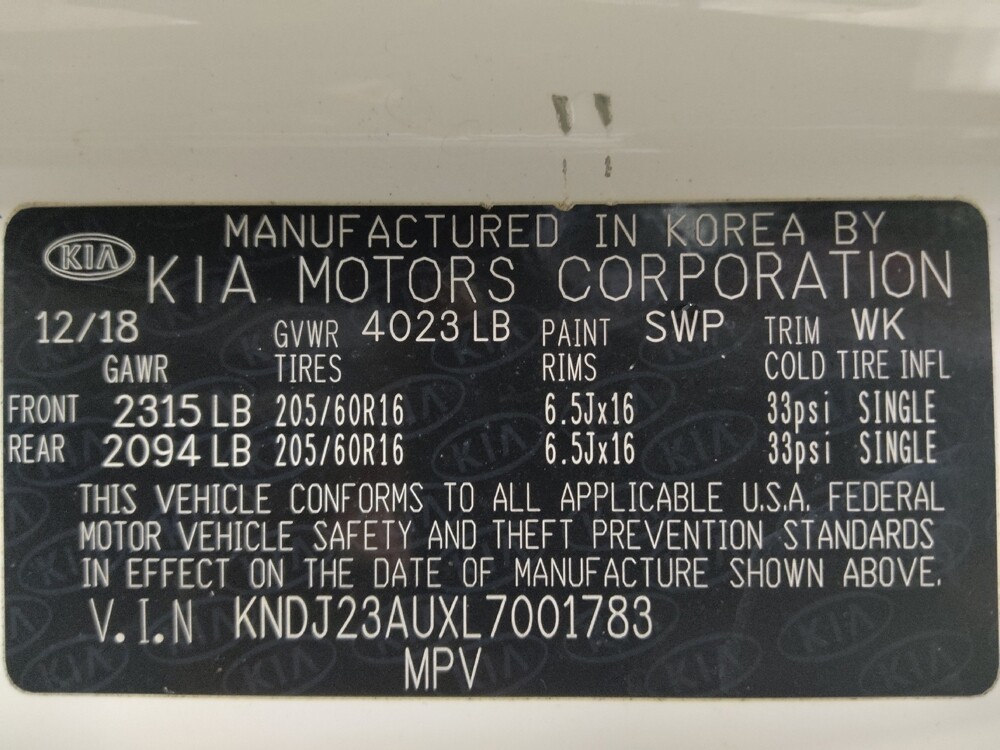 MANUFACTURED IN KOREA BY
KIA KIA MOTORS CORPORATION
12/18 GVWR 4023 LB PAINT SWP TRIM WK
GAWR TIRES RIMS COLD TIRE INFL
FRONT 2315 LB 205/60R16 6.5Jx16 33psi SINGLE
REAR 2094 LB 205/60R16 6.5Jx16 33psi SINGLE
THIS VEHICLE CONFORMS TO ALL APPLICABLE U.S.A. FEDERAL
MOTOR VEHICLE SAFETY AND THEFT PREVENTION STANDARDS
IN EFFECT ON THE DATE OF MANUFACTURE SHOWN ABOVE.
V.I.N KNDJ23AUXL7001783
MPV